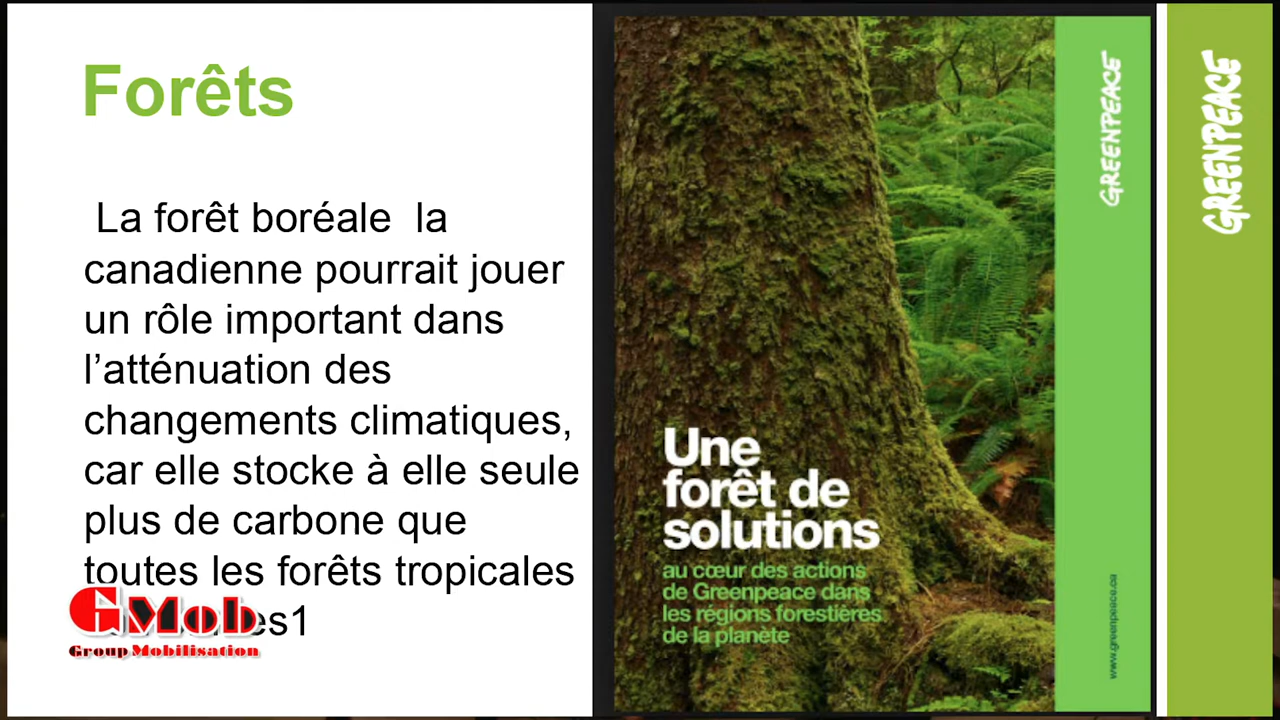 Forêts
La forêt boréale la
canadienne pourrait jouer
un rôle important dans
l’atténuation des
changements climatiques,
car elle stocke à elle seule
plus de carbone que
toutes les forêts tropicales
es1
GMob
Group Mobilisation
Une
forêt de
solutions
au cœur des actions
de Greenpeace dans
les régions forestières
de la planète
GREENPEACE
www.greenpeace.ca
GREENPEACE